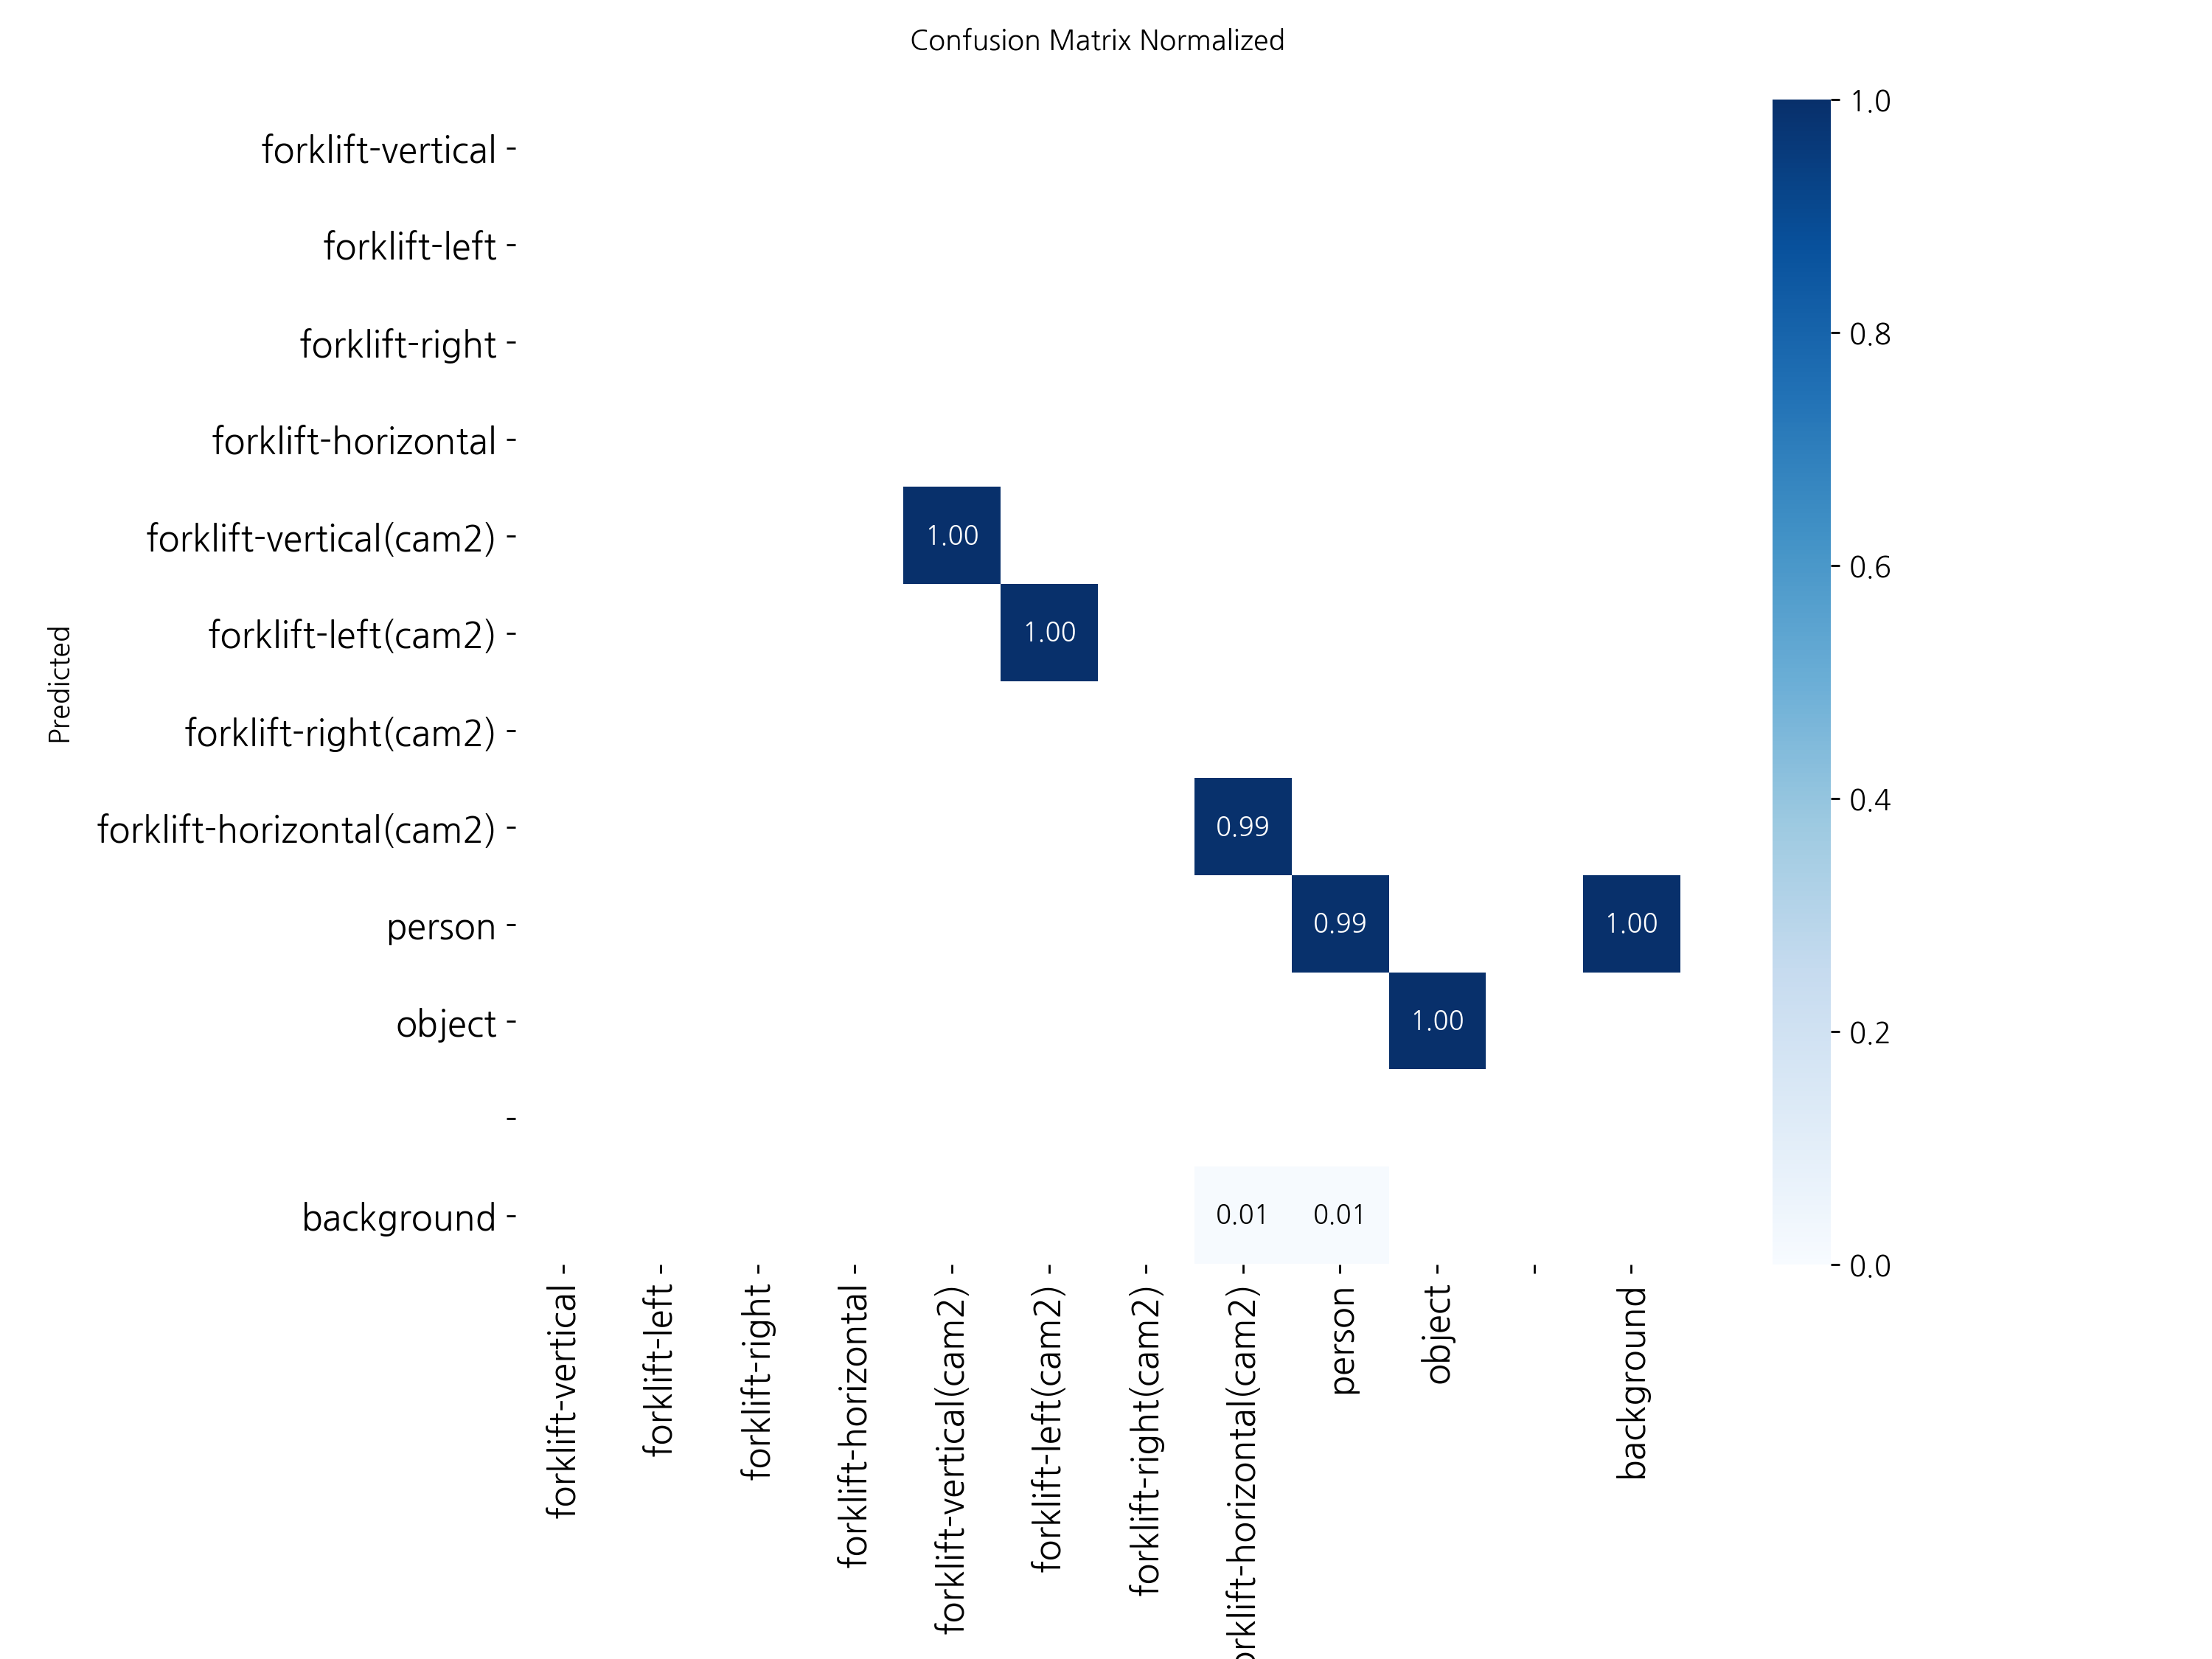 Confusion Matrix Normalized
forklift-vertical
forklift-left
forklift-right
forklift-horizontal
forklift-vertical(cam2)
forklift-left(cam2)
forklift-right(cam2)
forklift-horizontal(cam2)
person
object
background
Predicted
1.00
1.00
0.99
0.99 1.00
1.00
0.01 0.01
forklift-vertical
forklift-left
forklift-right
forklift-horizontal
forklift-vertical(cam2)
forklift-left(cam2)
forklift-right(cam2)
orklift-horizontal(cam2)
person
object
background
1.0
0.8
0.6
0.4
0.2
0.0